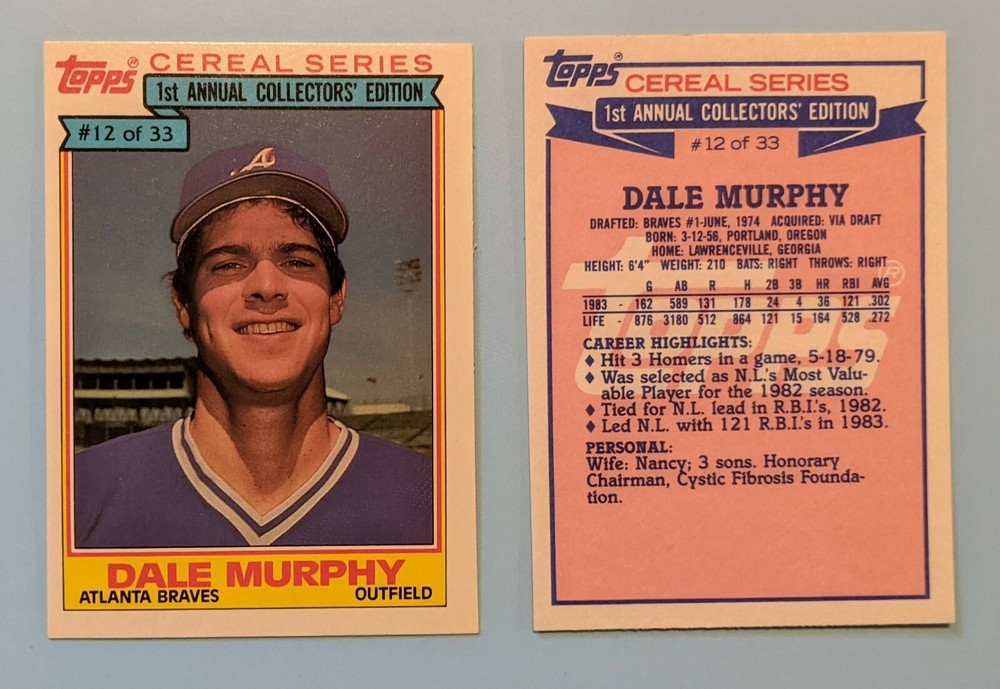 Topps® CEREAL SERIES
1st ANNUAL COLLECTORS' EDITION
#12 of 33
A
DALE MURPHY
ATLANTA BRAVES OUTFIELD
Topps®
CEREAL SERIES
1st ANNUAL COLLECTORS' EDITION
#12 of 33
DALE MURPHY
DRAFTED: BRAVES #1-JUNE, 1974 ACQUIRED: VIA DRAFT
BORN: 3-12-56, PORTLAND, OREGON
HOME: LAWRENCEVILLE, GEORGIA
HEIGHT: 6'4" WEIGHT: 210 BATS: RIGHT THROWS: RIGHT
G AB R H 2B 3B HR RBI AVG
1983 - 162 589 131 178 24 4 36 121 .302
LIFE - 876 3180 512 864 121 15 164 528 .272
CAREER HIGHLIGHTS:
♦ Hit 3 Homers in a game, 5-18-79.
♦ Was selected as N.L.'s Most Valu-
able Player for the 1982 season.
♦ Tied for N.L. lead in R.B.I.'s, 1982.
♦ Led N.L. with 121 R.B.I.'s in 1983.
PERSONAL:
Wife: Nancy; 3 sons. Honorary
Chairman, Cystic Fibrosis Founda-
tion.
Topps®